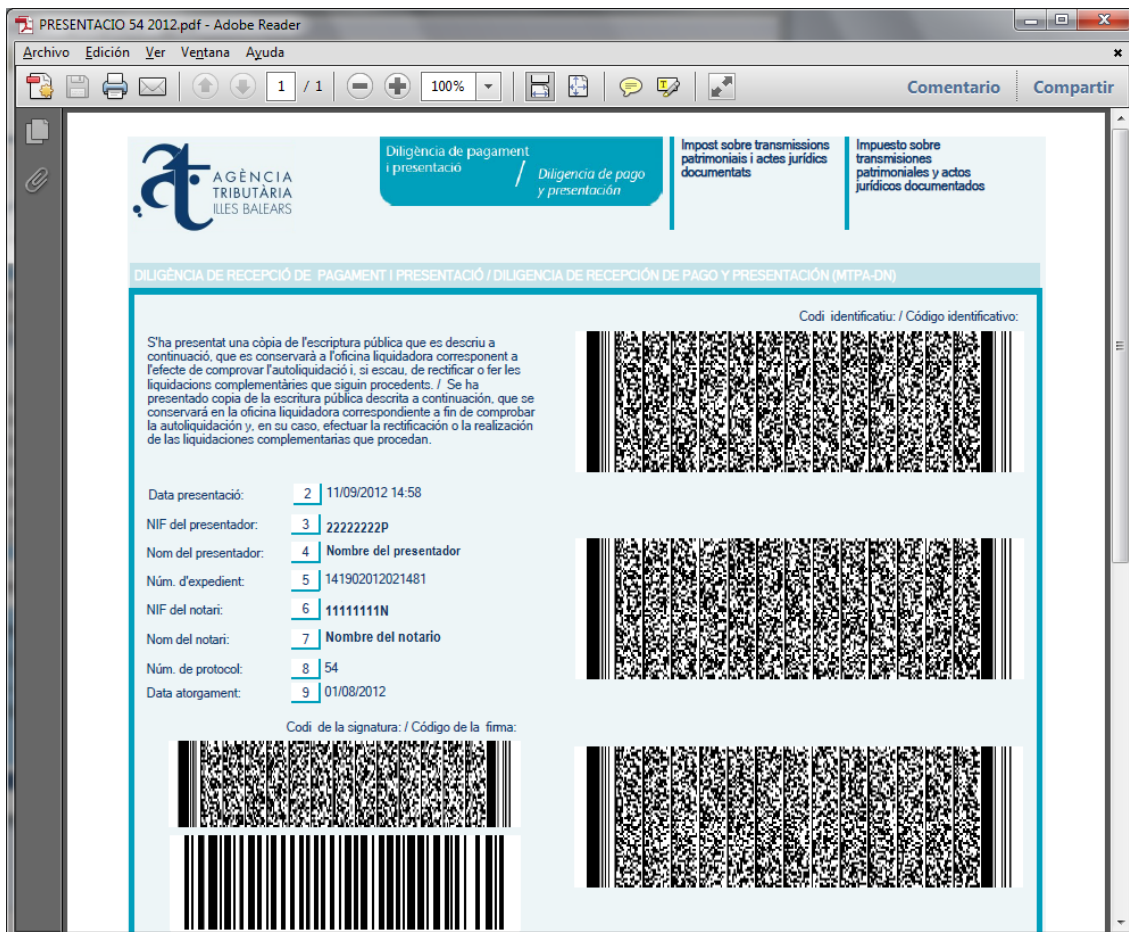 PRESENTACIO 54 2012.pdf - Adobe Reader
Archivo Edición Ver Ventana Ayuda
1 / 1 100% Comentario Compartir
AGÈNCIA
TRIBUTÀRIA
ILLES BALEARS
Diligència de pagament
i presentació / Diligencia de pago
y presentación
Impost sobre transmissions
patrimoniais i actes jurídics
documentats
Impuesto sobre
transmisiones
patrimoniales y actos
jurídicos documentados
DILIGÈNCIA DE RECEPCIÓ DE PAGAMENT I PRESENTACIÓ / DILIGENCIA DE RECEPCIÓN DE PAGO Y PRESENTACIÓN (MTPA-DN)
Codi identificatiu: / Código identificativo:
S'ha presentat una còpia de l'escriptura pública que es descriu a
continuació, que es conservarà a l'oficina liquidadora corresponent a
l'efecte de comprovar l'autoliquidació i, si escau, de rectificar o fer les
liquidacions complementàries que siguin procedents. / Se ha
presentado copia de la escritura pública descrita a continuación, que se
conservará en la oficina liquidadora correspondiente a fin de comprobar
la autoliquidación y, en su caso, efectuar la rectificación o la realización
de las liquidaciones complementarias que procedan.
Data presentació: 2 11/09/2012 14:58
NIF del presentador: 3 22222222P
Nom del presentador: 4 Nombre del presentador
Núm. d'expedient: 5 141902012021481
NIF del notari: 6 11111111N
Nom del notari: 7 Nombre del notario
Núm. de protocol: 8 54
Data atorgament: 9 01/08/2012
Codi de la signatura: / Código de la firma: